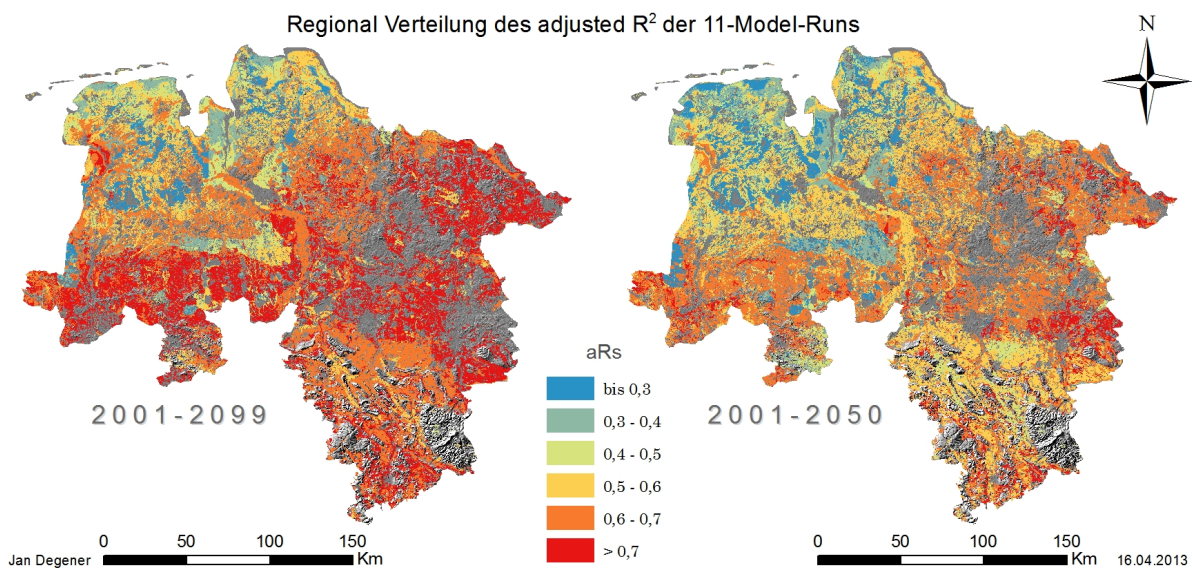 Regional Verteilung des adjusted R² der 11-Model-Runs
N
2001-2099
2001-2050
aRs
bis 0,3
0,3 - 0,4
0,4 - 0,5
0,5 - 0,6
0,6 - 0,7
> 0,7
0 50 100 150
Km
0 50 100 150
Km
Jan Degener
16.04.2013